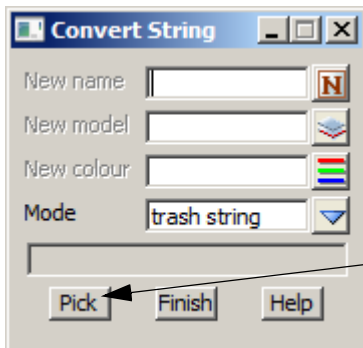 Convert String
New name
N
New model
New colour
Mode trash string
Pick Finish Help